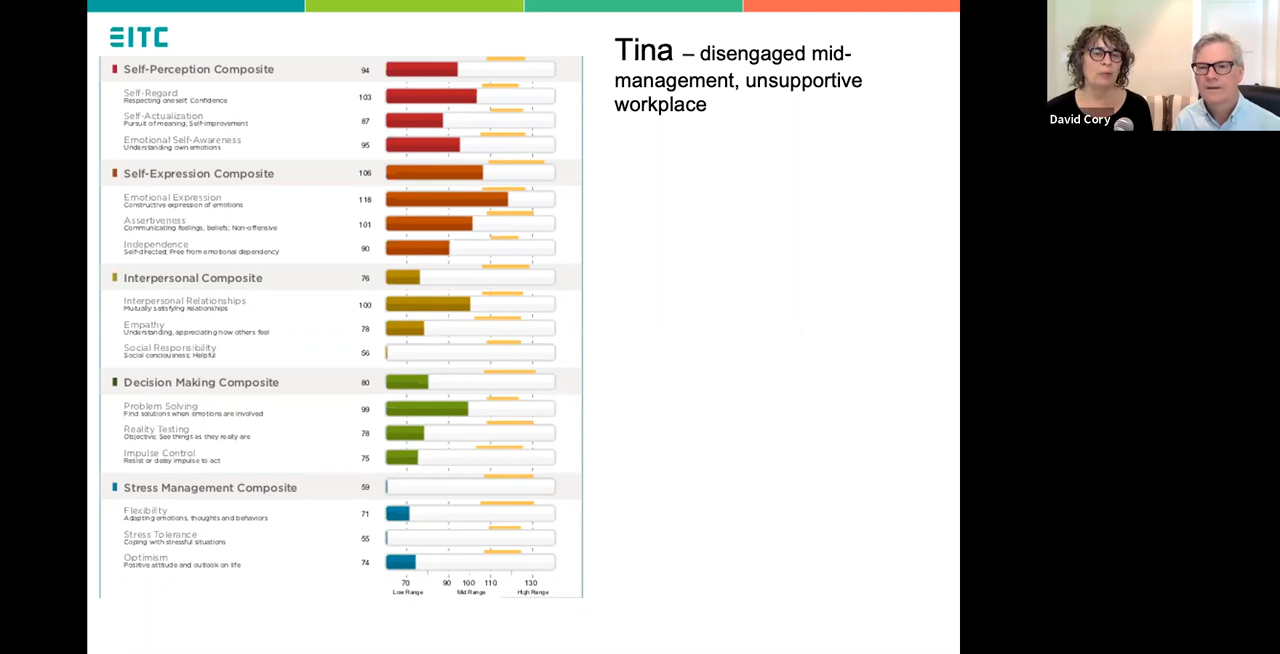 EITC
Tina – disengaged mid-
management, unsupportive
workplace
David Cory
Self-Perception Composite 94
Self-Regard 103
Respecting oneself; Confidence
Self-Actualization 87
Pursuit of meaning; Self-improvement
Emotional Self-Awareness 95
Understanding own emotions
Self-Expression Composite 106
Emotional Expression 118
Constructive expression of emotions
Assertiveness 101
Communicating feelings, beliefs; Non-offensive
Independence 90
Self-directed; Free from emotional dependency
Interpersonal Composite 76
Interpersonal Relationships 100
Mutually satisfying relationships
Empathy 78
Understanding, appreciating how others feel
Social Responsibility 56
Social conciousness; Helpful
Decision Making Composite 80
Problem Solving 99
Find solutions when emotions are involved
Reality Testing 78
Objective; See things as they really are
Impulse Control 75
Resist or delay impulse to act
Stress Management Composite 59
Flexibility 71
Adapting emotions, thoughts and behaviors
Stress Tolerance 55
Coping with stressful situations
Optimism 74
Positive attitude and outlook on life
70 90 100 110 130
Low Range Mid Range High Range